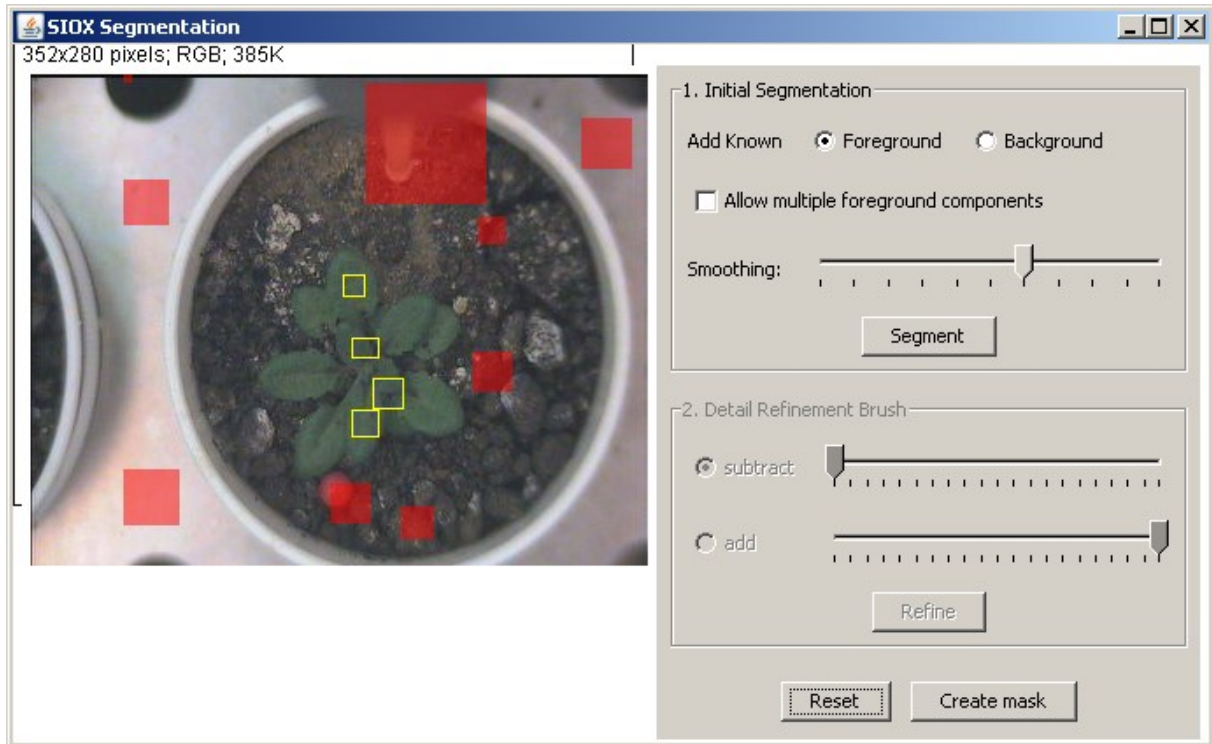 SIOX Segmentation
352x280 pixels; RGB; 385K
1. Initial Segmentation
Add Known Foreground Background
Allow multiple foreground components
Smoothing:
Segment
2. Detail Refinement Brush
subtract
add
Refine
Reset Create mask